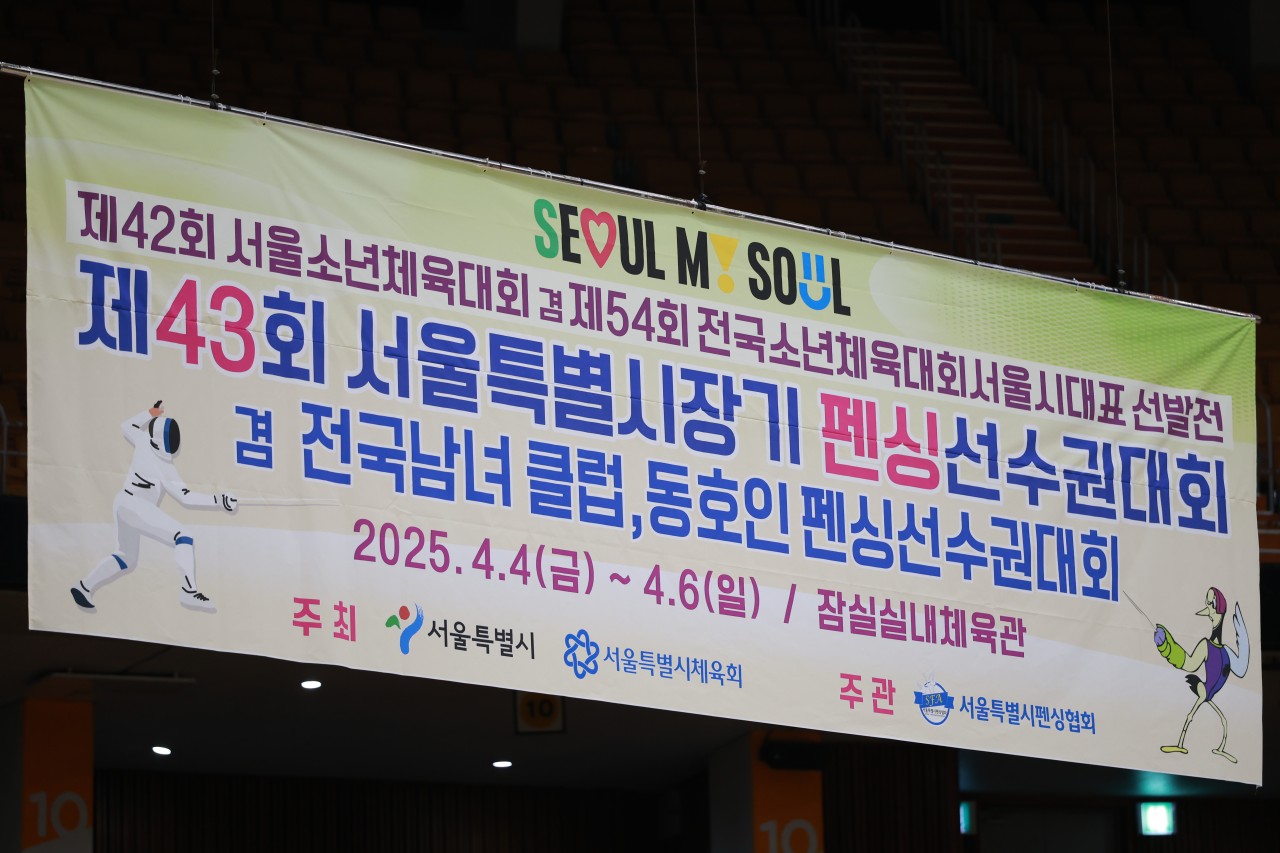 SEOUL MY SOUL
제42회 서울소년체육대회 겸 제54회 전국소년체육대회서울시대표 선발전
제43회 서울특별시장기 펜싱선수권대회
겸 전국남녀 클럽,동호인 펜싱선수권대회
2025. 4.4(금) ~ 4.6(일) / 잠실실내체육관
주최 서울특별시 서울특별시체육회
주관 SFA 서울특별시펜싱협회
10
10
10